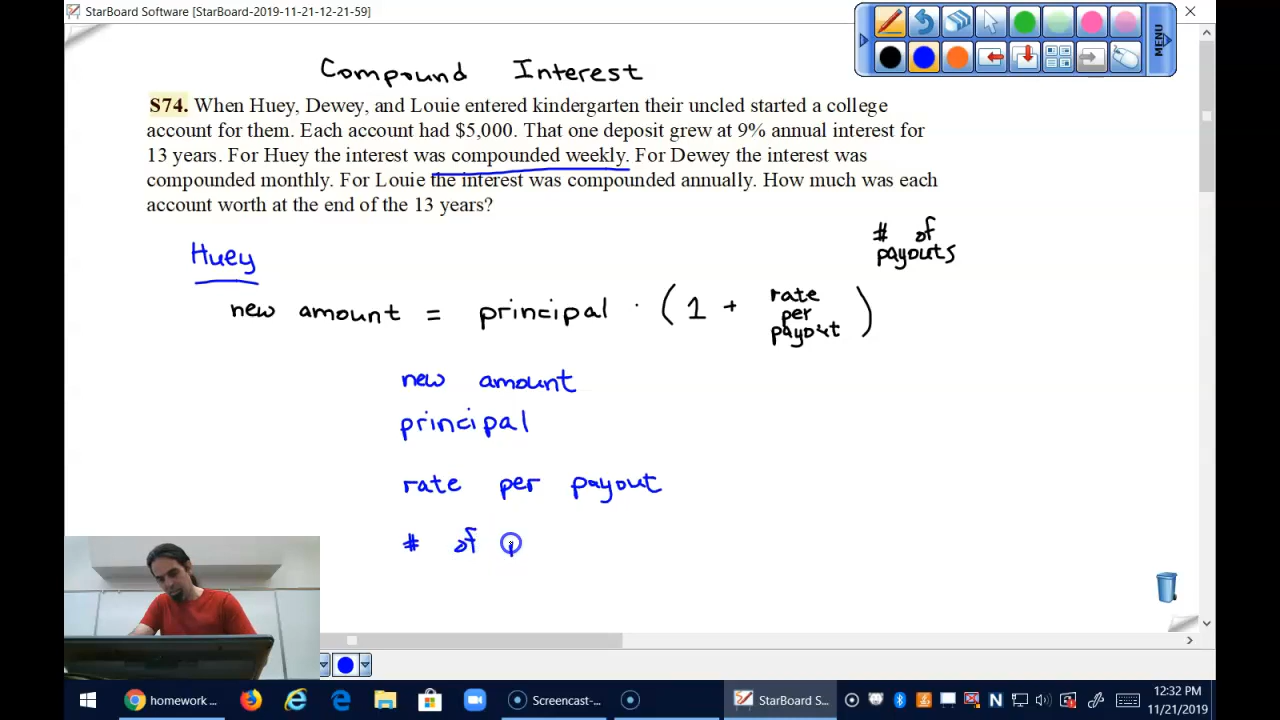 StarBoard Software [StarBoard-2019-11-21-12-21-59]
MENU
Compound Interest
S74. When Huey, Dewey, and Louie entered kindergarten their uncled started a college
account for them. Each account had $5,000. That one deposit grew at 9% annual interest for
13 years. For Huey the interest was compounded weekly. For Dewey the interest was
compounded monthly. For Louie the interest was compounded annually. How much was each
account worth at the end of the 13 years?
# of
payouts
Huey
new amount = principal · ( 1 + rate per payout )
new amount
principal
rate per payout
# of p
homework ...
Screencast-...
StarBoard S...
12:32 PM
11/21/2019